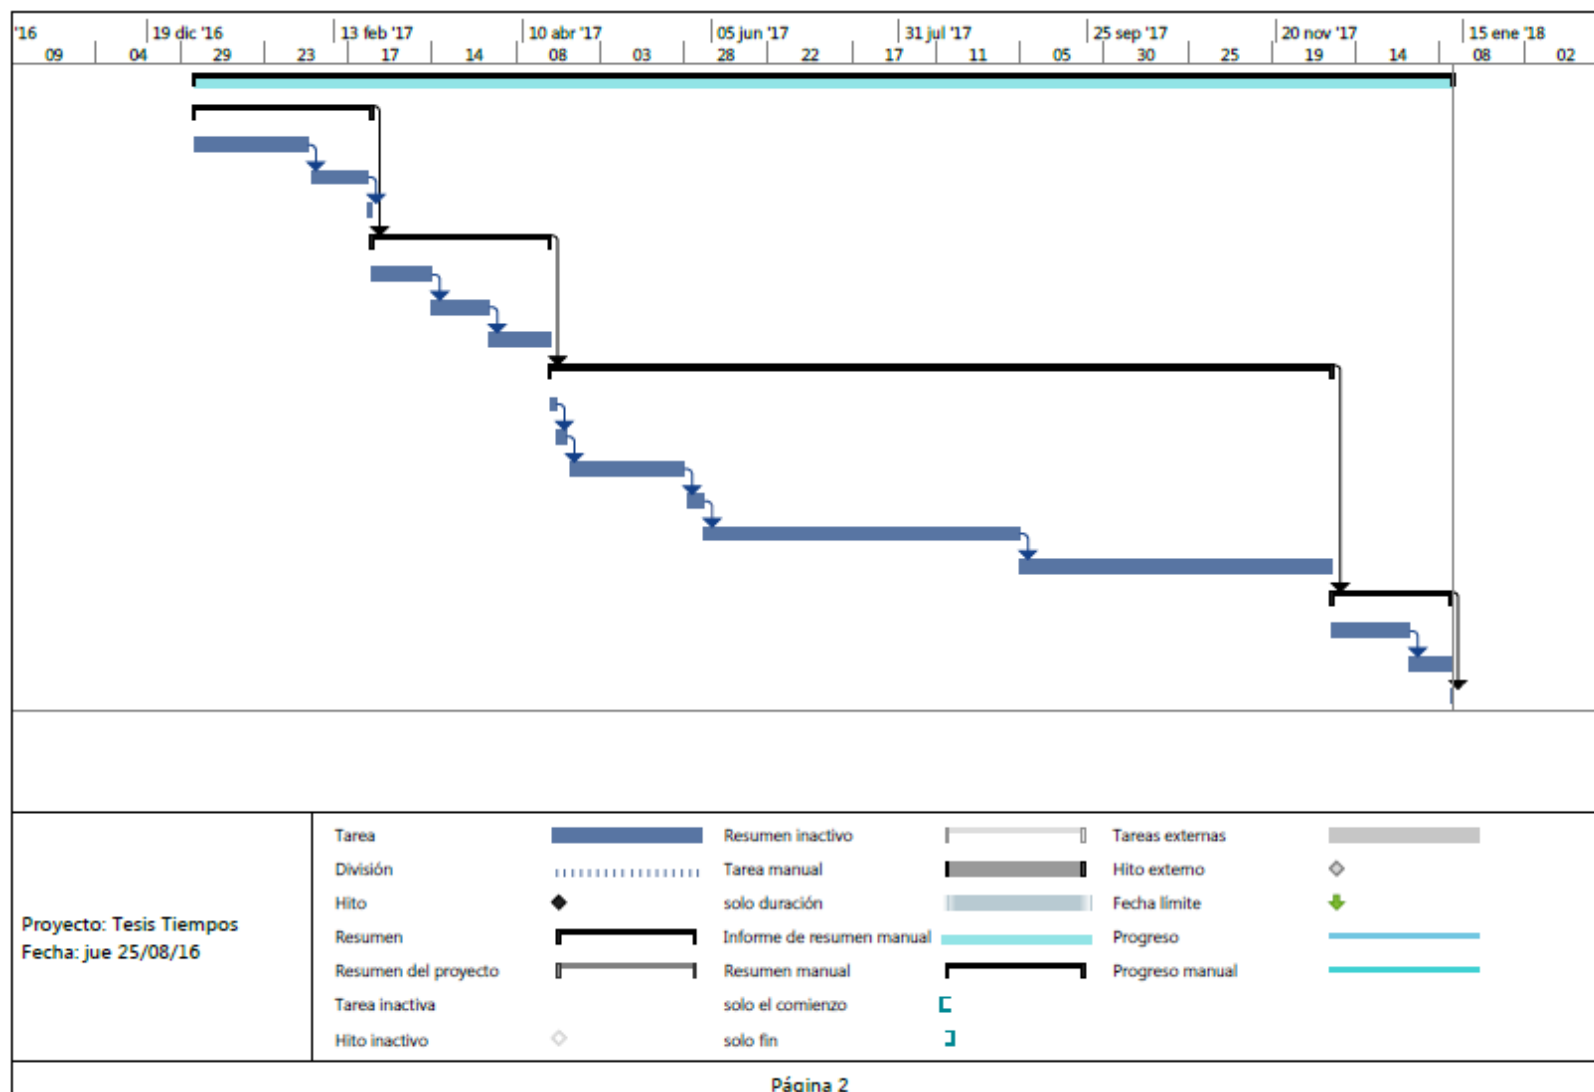 '16 19 dic '16 13 feb '17 10 abr '17 05 jun '17 31 jul '17 25 sep '17 20 nov '17 15 ene '18
09 04 29 23 17 14 08 03 28 22 17 11 05 30 25 19 14 08 02
Proyecto: Tesis Tiempos
Fecha: jue 25/08/16
Tarea
División
Hito
Resumen
Resumen del proyecto
Tarea inactiva
Hito inactivo
Resumen inactivo
Tarea manual
solo duración
Informe de resumen manual
Resumen manual
solo el comienzo
solo fin
Tareas externas
Hito externo
Fecha límite
Progreso
Progreso manual
Página 2